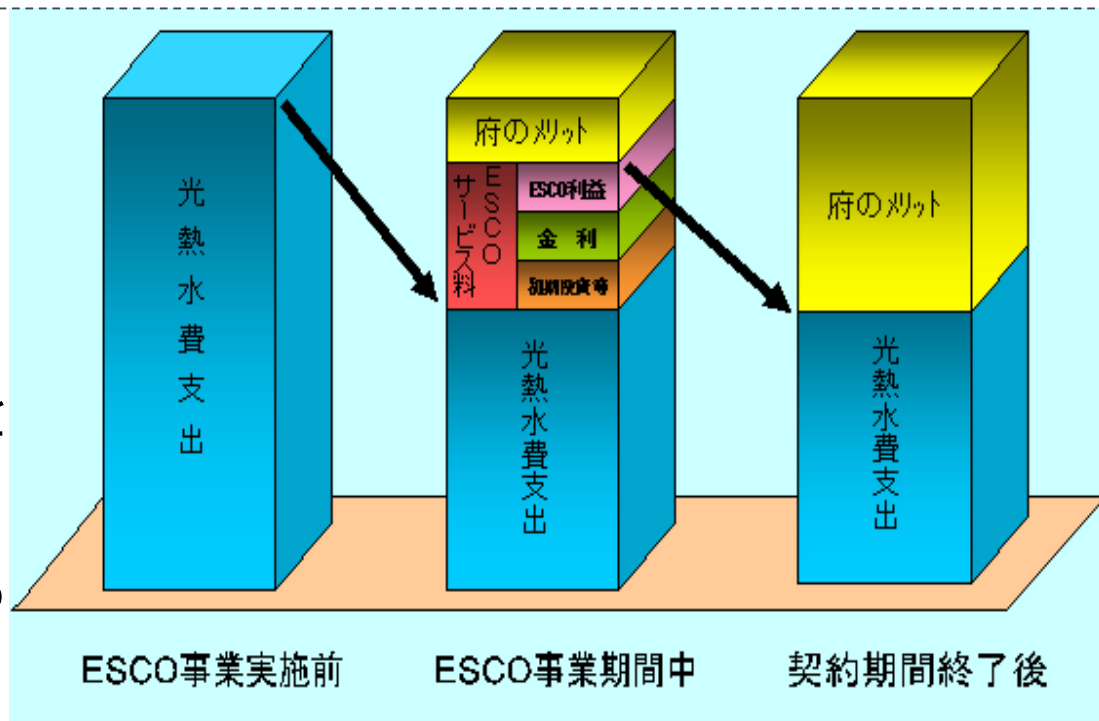 光熱水費支出
府のメリット
ESCOサービス料
ESCO利益
金 利
初期投資等
光熱水費支出
府のメリット
光熱水費支出
ESCO事業実施前
ESCO事業期間中
契約期間終了後